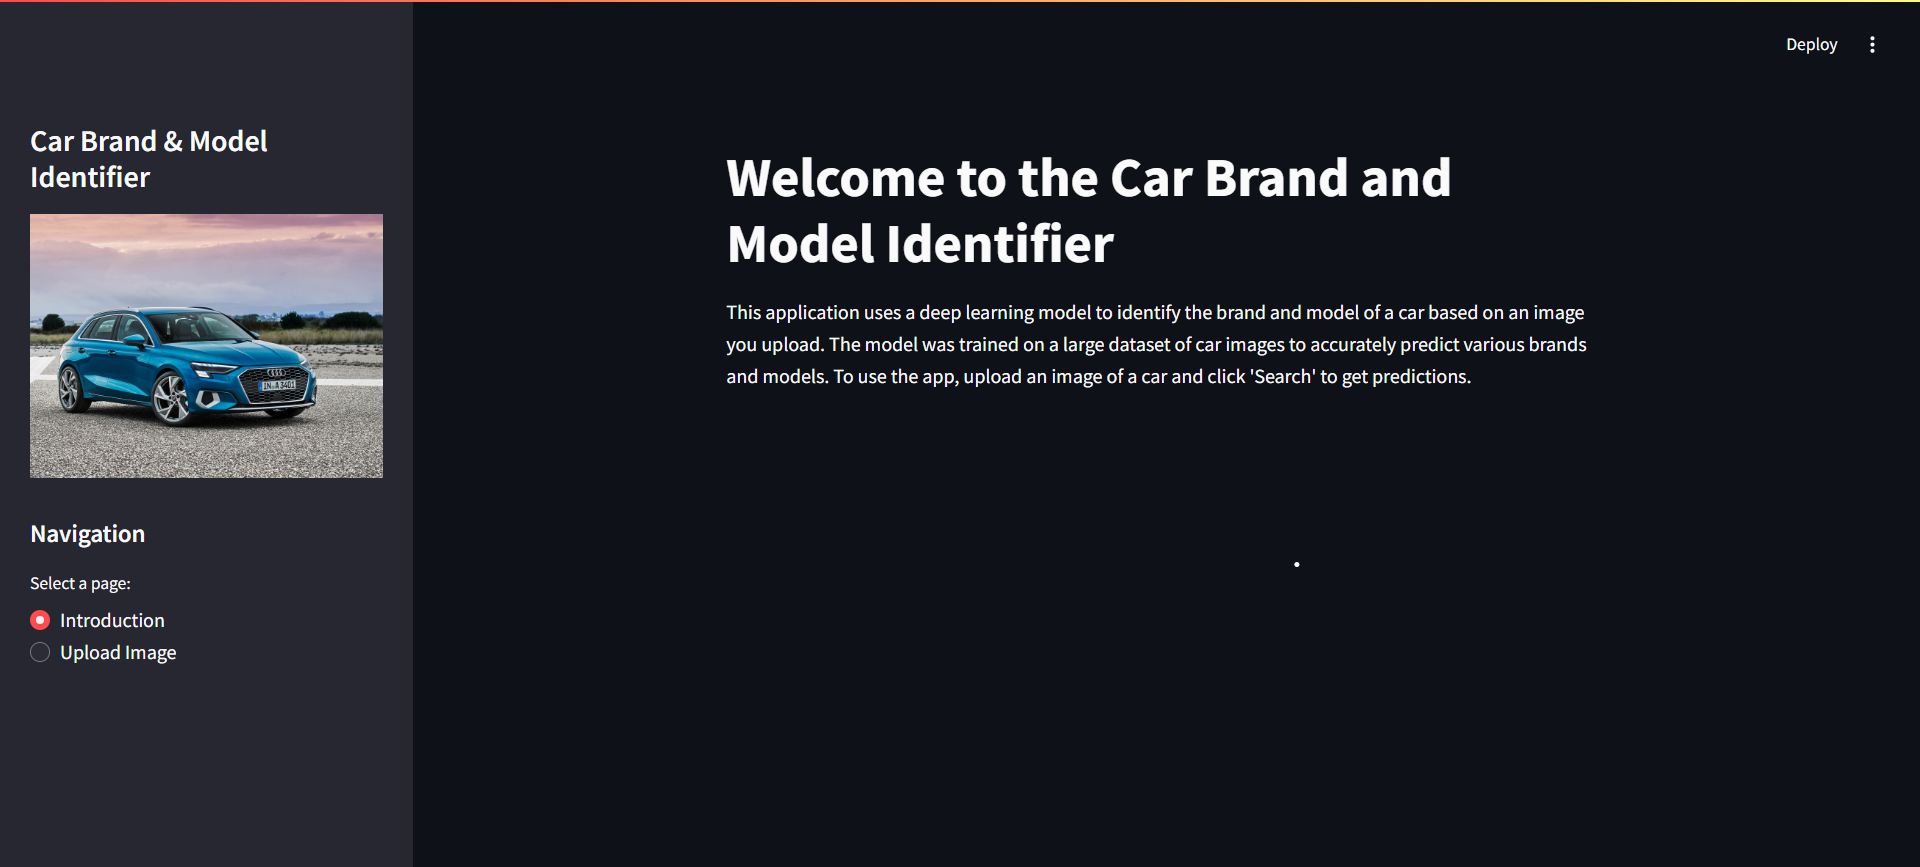 Deploy
Car Brand & Model
Identifier
IN·A 3401
Navigation
Select a page:
Introduction
Upload Image
Welcome to the Car Brand and
Model Identifier
This application uses a deep learning model to identify the brand and model of a car based on an image
you upload. The model was trained on a large dataset of car images to accurately predict various brands
and models. To use the app, upload an image of a car and click 'Search' to get predictions.